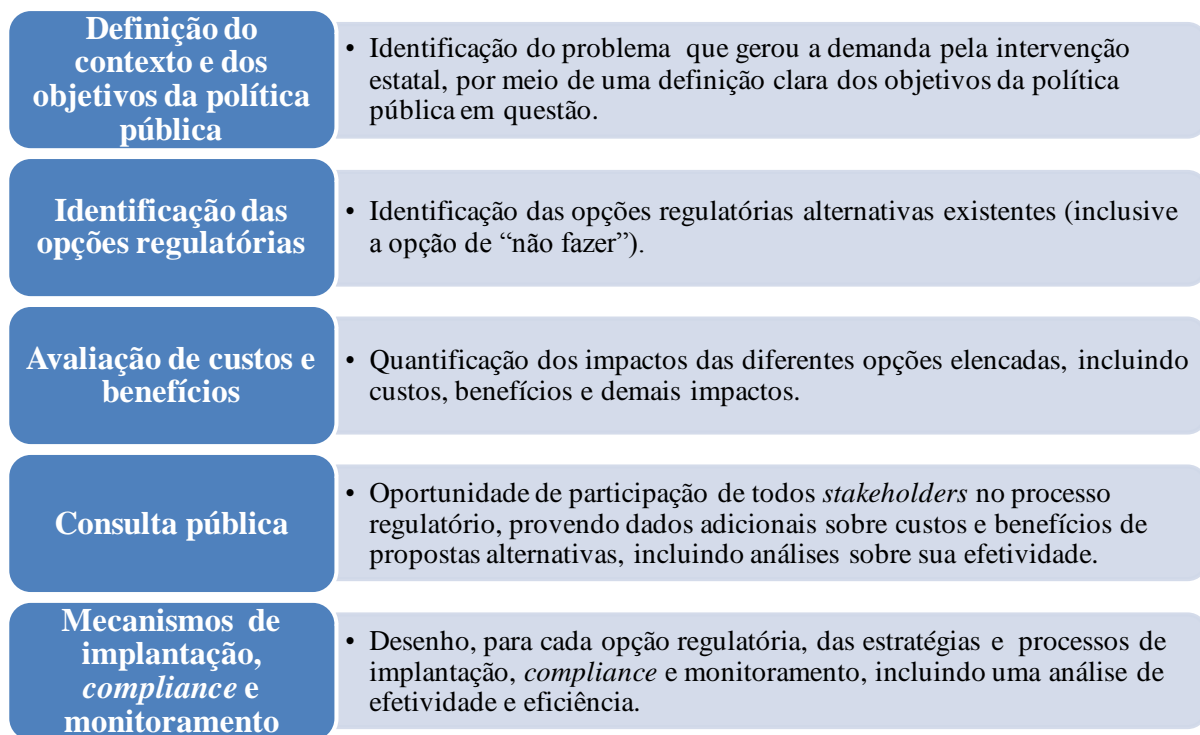 Definição do
contexto e dos
objetivos da política
pública
• Identificação do problema que gerou a demanda pela intervenção
estatal, por meio de uma definição clara dos objetivos da política
pública em questão.
Identificação das
opções regulatórias
• Identificação das opções regulatórias alternativas existentes (inclusive
a opção de “não fazer”).
Avaliação de custos e
benefícios
• Quantificação dos impactos das diferentes opções elencadas, incluindo
custos, benefícios e demais impactos.
Consulta pública
• Oportunidade de participação de todos stakeholders no processo
regulatório, provendo dados adicionais sobre custos e benefícios de
propostas alternativas, incluindo análises sobre sua efetividade.
Mecanismos de
implantação,
compliance e
monitoramento
• Desenho, para cada opção regulatória, das estratégias e processos de
implantação, compliance e monitoramento, incluindo uma análise de
efetividade e eficiência.